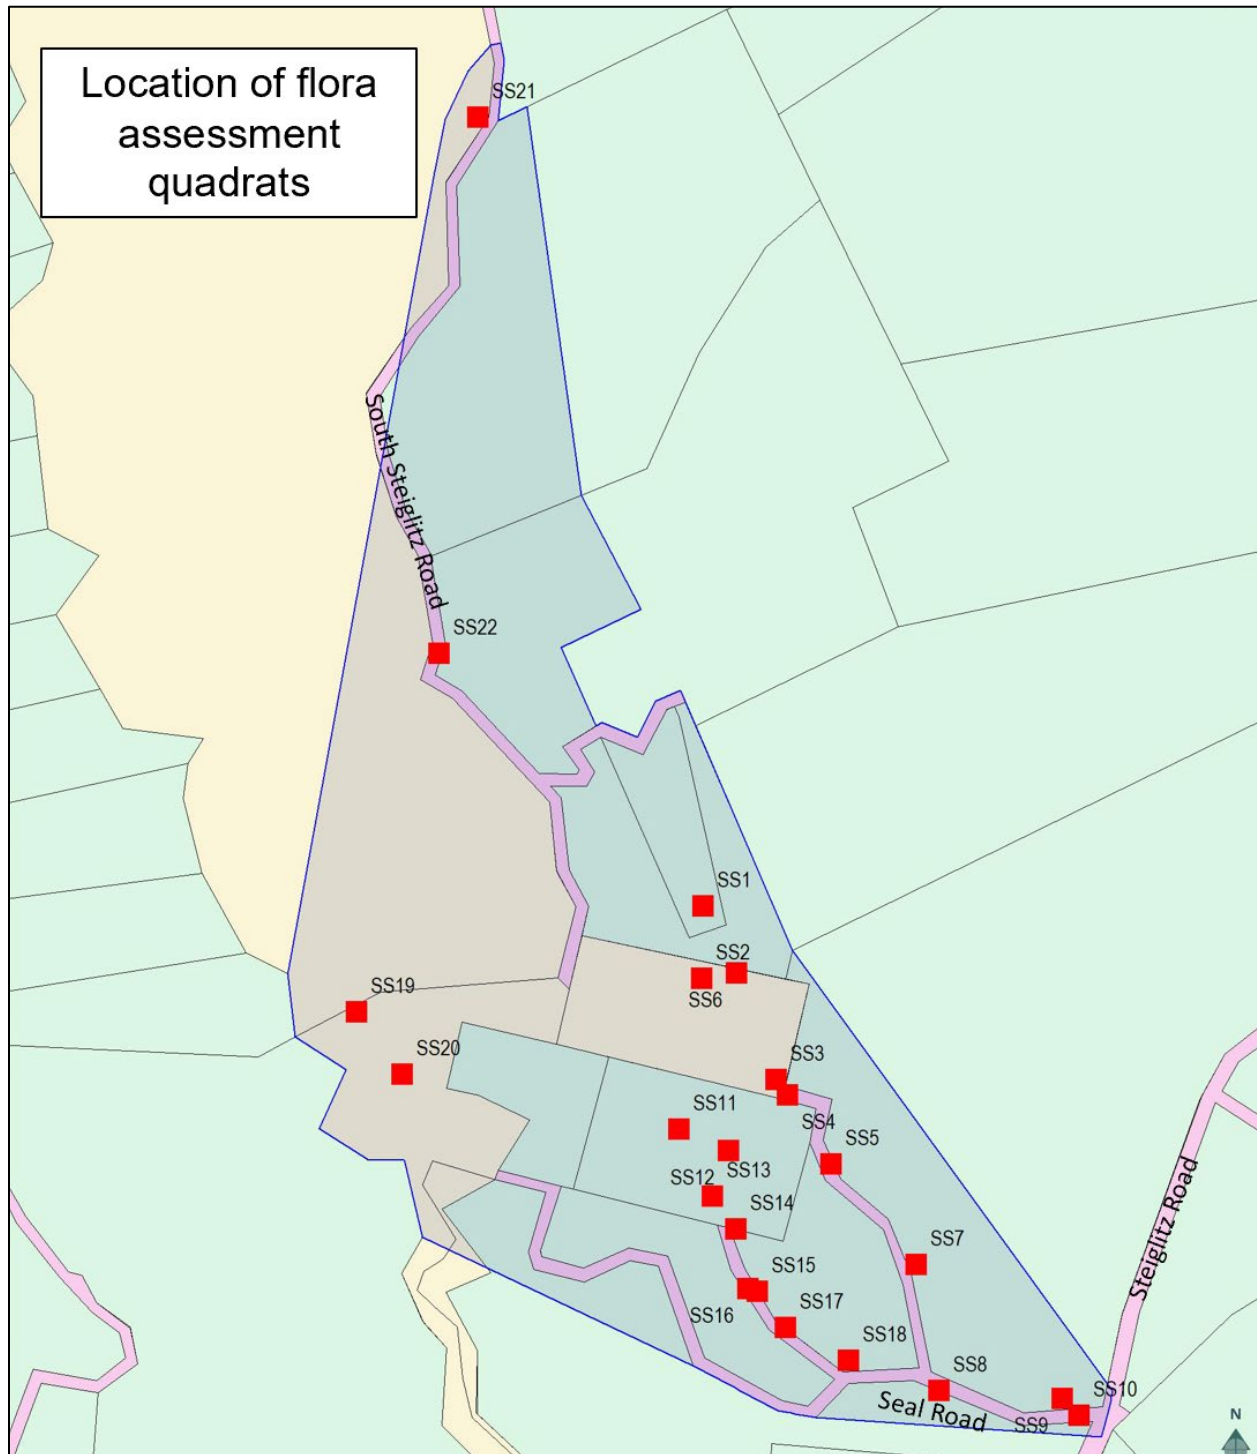 Location of flora
assessment
quadrats
SS21
South Steiglitz Road
SS22
SS1
SS2
SS6
SS19
SS20
SS3
SS4
SS11
SS5
SS13
SS12
SS14
SS7
SS15
SS16
SS17
SS18
SS8
SS10
SS9
Seal Road
Steiglitz Road
N